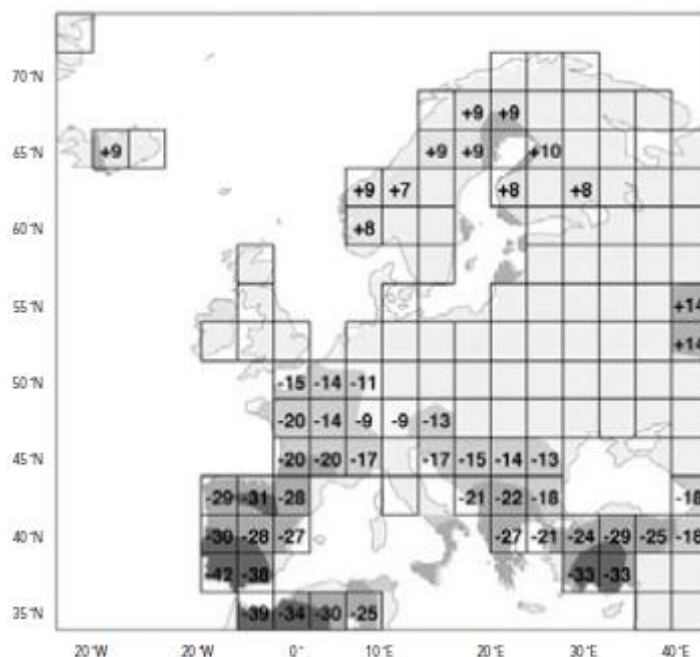 70°N
+9 +9
65°N +9 +9 +9 +10
+9 +7 +8 +8
60°N +8
55°N +14
+14
50°N -15 -14 -11
-20 -14 -9 -9 -13
45°N -20 -20 -17 -17 -15 -14 -13
-29 -31 -28 -21 -22 -18 -18
40°N -30 -28 -27 -27 -21 -24 -29 -25 -18
-42 -38 -33 -33
35°N -39 -34 -30 -25
20°W 20°W 0° 10°E 20°E 30°E 40°E